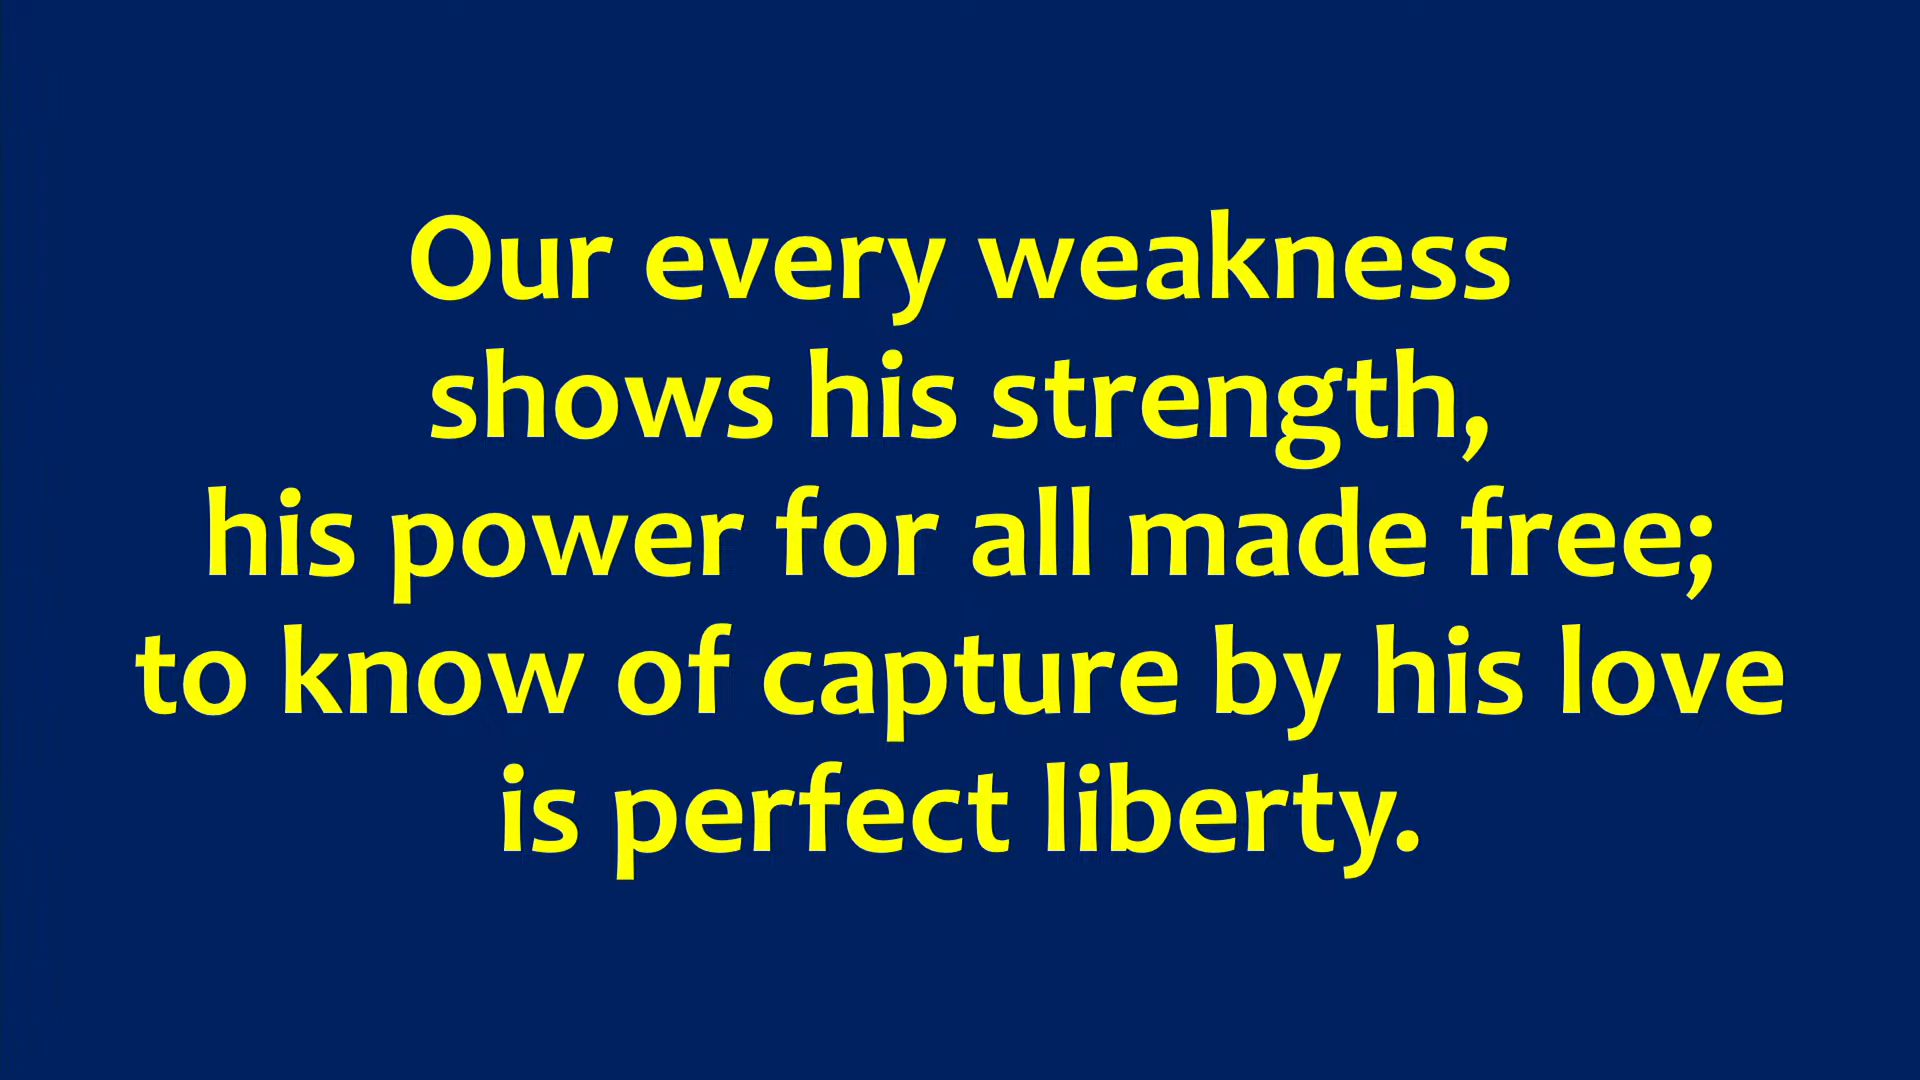 Our every weakness
shows his strength,
his power for all made free;
to know of capture by his love
is perfect liberty.